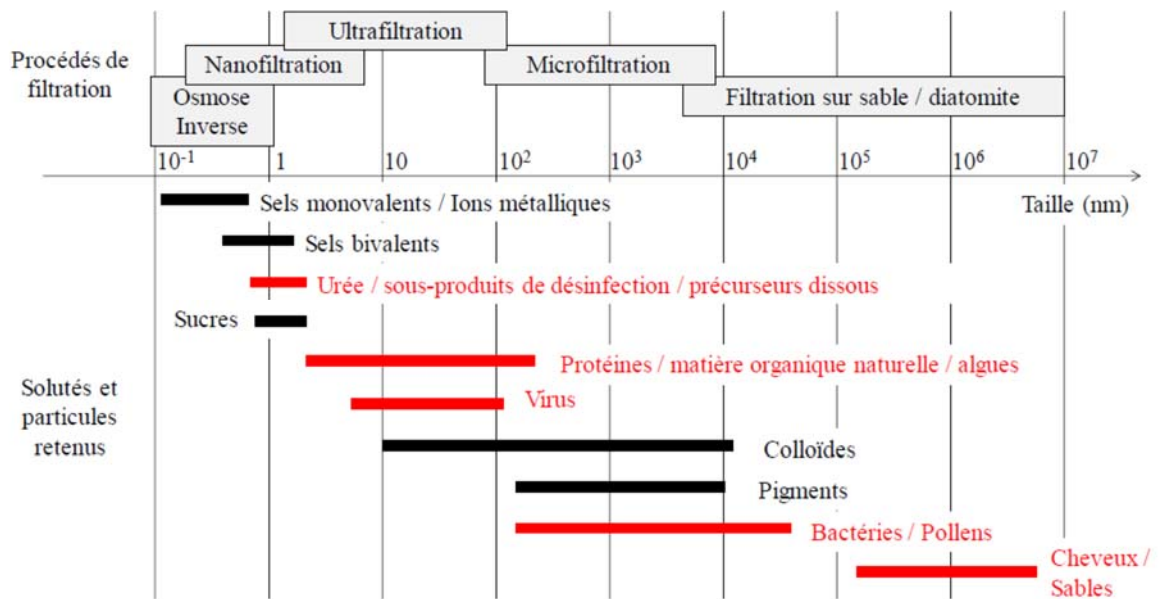 Ultrafiltration
Procédés de
filtration
Nanofiltration
Microfiltration
Osmose
Inverse
Filtration sur sable / diatomite
10⁻¹
1
10
10²
10³
10⁴
10⁵
10⁶
10⁷
Taille (nm)
Sels monovalents / Ions métalliques
Sels bivalents
Urée / sous-produits de désinfection / précurseurs dissous
Sucres
Protéines / matière organique naturelle / algues
Solutés et
particules
retenus
Virus
Colloïdes
Pigments
Bactéries / Pollens
Cheveux /
Sables